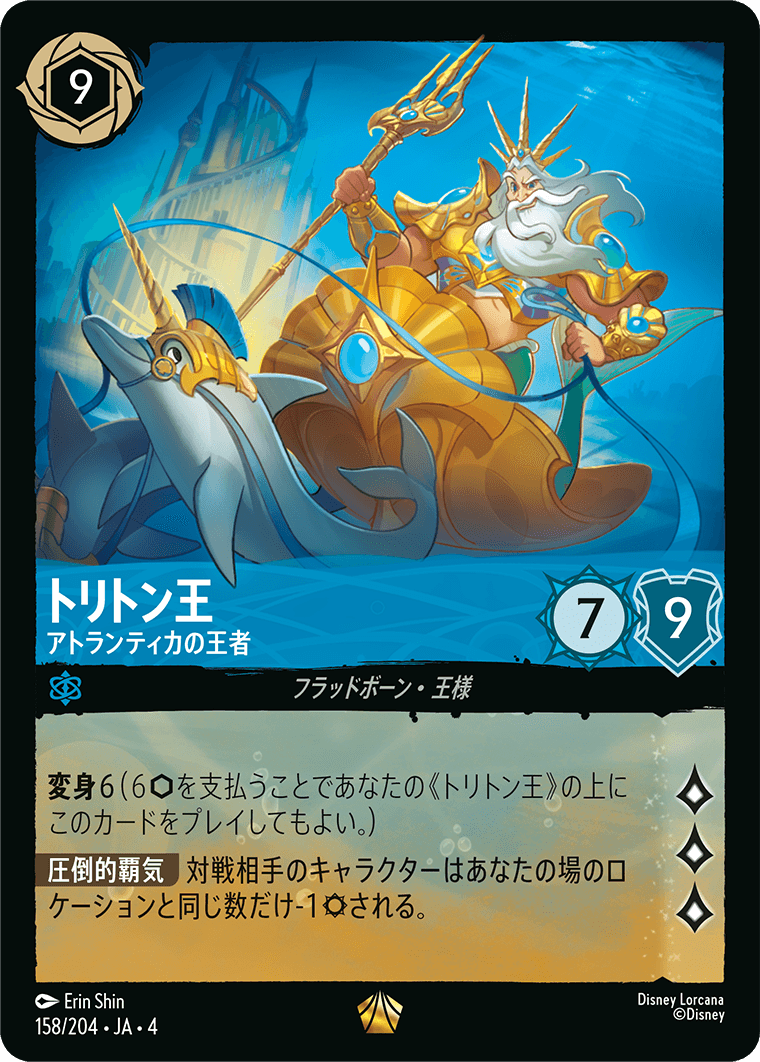 9
トリトン王
アトランティカの王者
7
9
フラッドボーン・王様
変身6(6⬡を支払うことであなたの《トリトン王》の上に
このカードをプレイしてもよい。)
圧倒的覇気 対戦相手のキャラクターはあなたの場のロ
ケーションと同じ数だけ-1¤される。
Erin Shin
158/204・JA・4
Disney Lorcana
©Disney